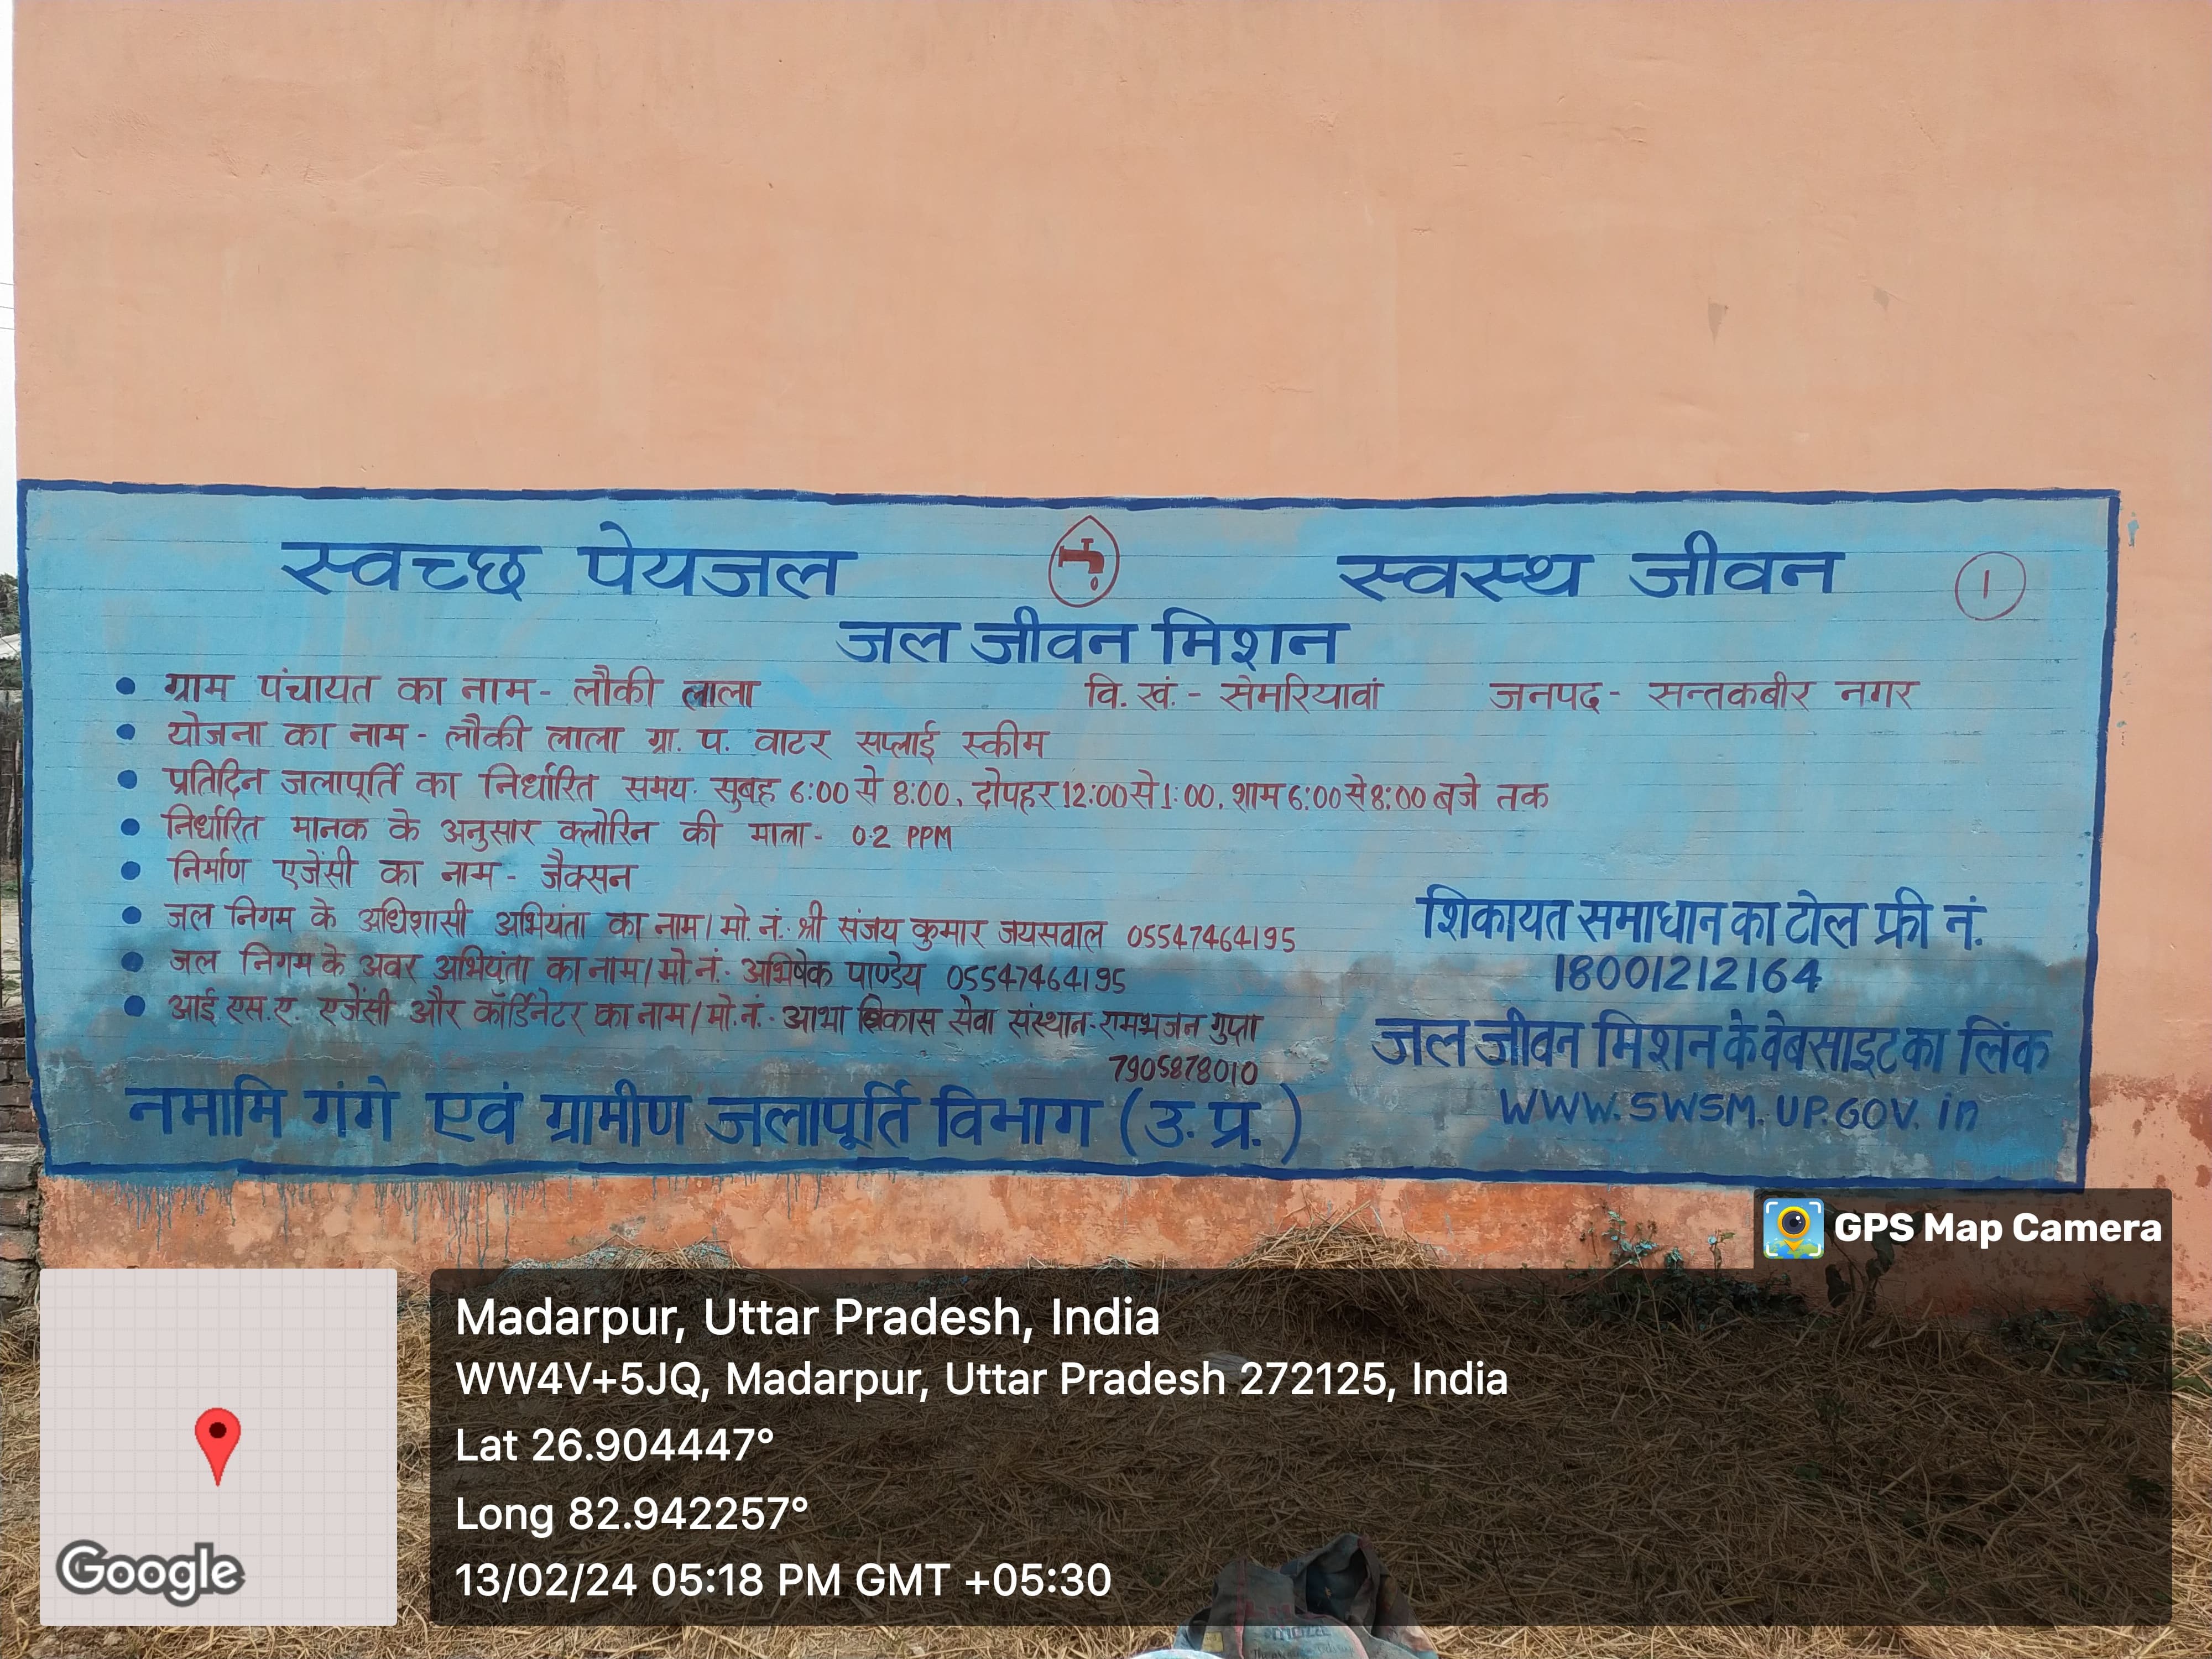 स्वच्छ पेयजल स्वस्थ जीवन 1
जल जीवन मिशन
• ग्राम पंचायत का नाम - लौकी लाला वि. खं. - सेमरियावां जनपद - सन्तकबीर नगर
• योजना का नाम - लौकी लाला ग्रा. प. वाटर सप्लाई स्कीम
• प्रतिदिन जलापूर्ति का निर्धारित समय- सुबह 6:00 से 8:00, दोपहर 12:00 से 1:00, शाम 6:00 से 8:00 बजे तक
• निर्धारित मानक के अनुसार क्लोरिन की मात्रा - 0.2 PPM
• निर्माण एजेंसी का नाम - जैक्सन
• जल निगम के अधिशासी अभियंता का नाम / मो. नं.- श्री संजय कुमार जयसवाल 05547464195
• जल निगम के अवर अभियंता का नाम / मो. नं.- अभिषेक पाण्डेय 05547464195
• आई एस. ए. एजेंसी और कॉर्डिनेटर का नाम / मो. नं.- आभा विकास सेवा संस्थान- रामभजन गुप्ता
7905878010
नमामि गंगे एवं ग्रामीण जलापूर्ति विभाग (उ. प्र.)
शिकायत समाधान का टोल फ्री नं.
18001212164
जल जीवन मिशन के वेबसाइट का लिंक
WWW.SWSM.UP.GOV.in
GPS Map Camera
Madarpur, Uttar Pradesh, India
WW4V+5JQ, Madarpur, Uttar Pradesh 272125, India
Lat 26.904447°
Long 82.942257°
13/02/24 05:18 PM GMT +05:30
Google